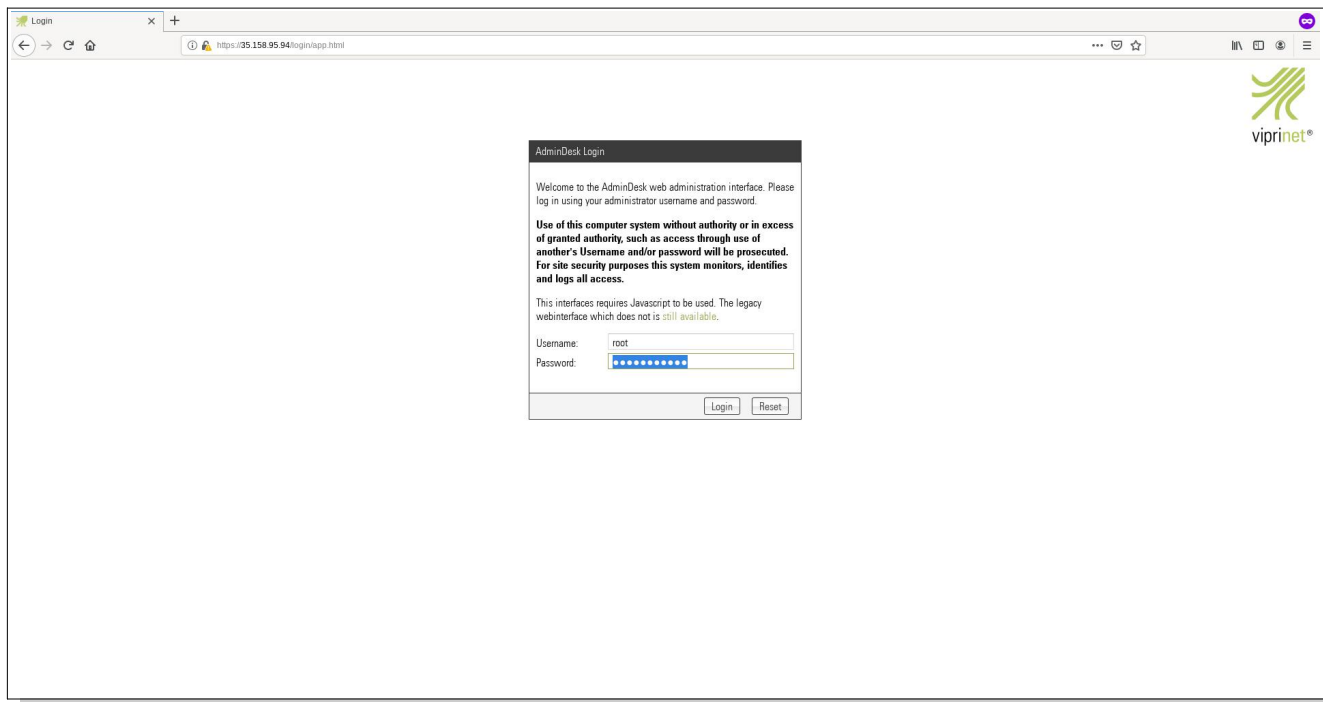 Login
https://35.158.95.94/login/app.html
viprinet®
AdminDesk Login
Welcome to the AdminDesk web administration interface. Please
log in using your administrator username and password.
Use of this computer system without authority or in excess
of granted authority, such as access through use of
another's Username and/or password will be prosecuted.
For site security purposes this system monitors, identifies
and logs all access.
This interfaces requires Javascript to be used. The legacy
webinterface which does not is still available.
Username: root
Password: ●●●●●●●●●●●
Login Reset